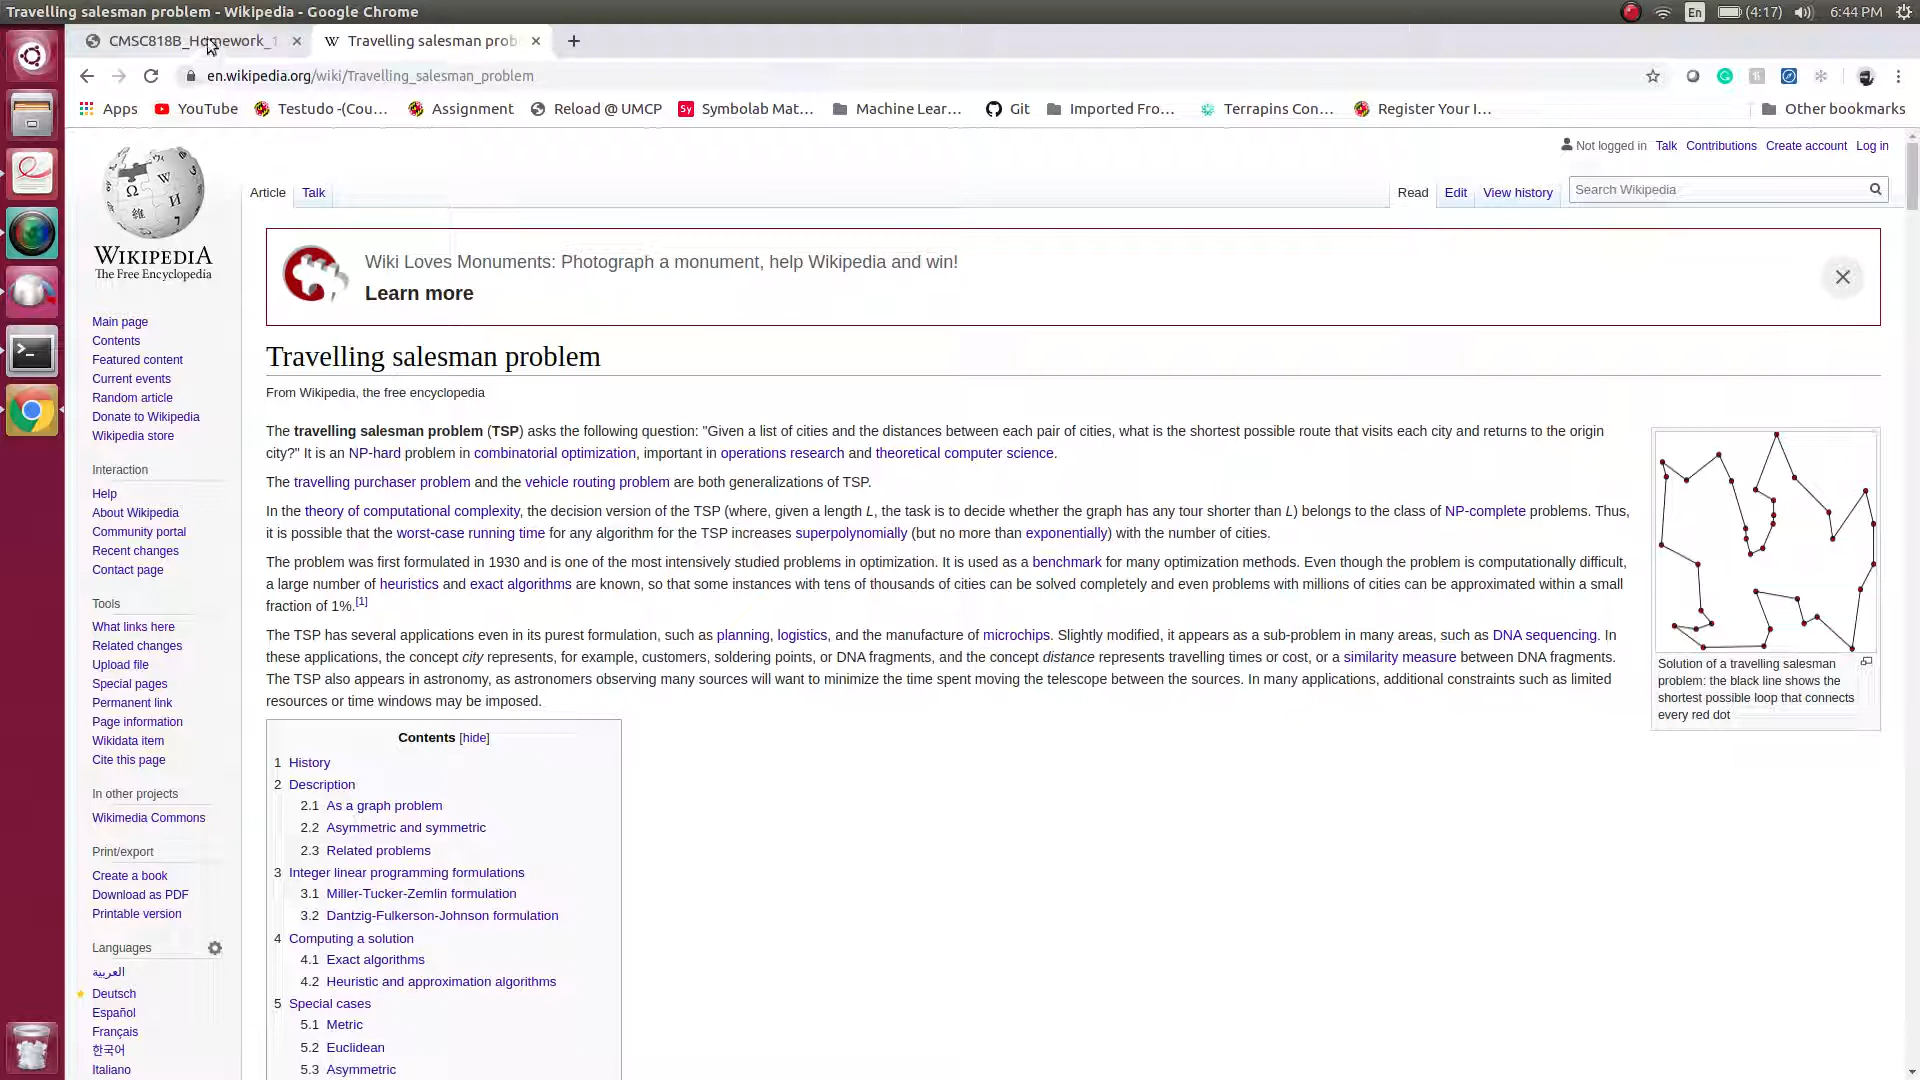 Travelling salesman problem - Wikipedia - Google Chrome
En
(4:17)
6:44 PM
CMSC818B_Homework_1
Travelling salesman prob
en.wikipedia.org/wiki/Travelling_salesman_problem
Apps
YouTube
Testudo -(Cou...
Assignment
Reload @ UMCP
Sy Symbolab Mat...
Machine Lear...
Git
Imported Fro...
Terrapins Con...
Register Your I...
Other bookmarks
Not logged in Talk Contributions Create account Log in
WIKIPEDIA
The Free Encyclopedia
Article Talk
Read Edit View history
Search Wikipedia
Main page
Contents
Featured content
Current events
Random article
Donate to Wikipedia
Wikipedia store
Interaction
Help
About Wikipedia
Community portal
Recent changes
Contact page
Tools
What links here
Related changes
Upload file
Special pages
Permanent link
Page information
Wikidata item
Cite this page
In other projects
Wikimedia Commons
Print/export
Create a book
Download as PDF
Printable version
Languages
العربية
Deutsch
Español
Français
한국어
Italiano
Wiki Loves Monuments: Photograph a monument, help Wikipedia and win!
Learn more
Travelling salesman problem
From Wikipedia, the free encyclopedia
The travelling salesman problem (TSP) asks the following question: "Given a list of cities and the distances between each pair of cities, what is the shortest possible route that visits each city and returns to the origin
city?" It is an NP-hard problem in combinatorial optimization, important in operations research and theoretical computer science.
The travelling purchaser problem and the vehicle routing problem are both generalizations of TSP.
In the theory of computational complexity, the decision version of the TSP (where, given a length L, the task is to decide whether the graph has any tour shorter than L) belongs to the class of NP-complete problems. Thus,
it is possible that the worst-case running time for any algorithm for the TSP increases superpolynomially (but no more than exponentially) with the number of cities.
The problem was first formulated in 1930 and is one of the most intensively studied problems in optimization. It is used as a benchmark for many optimization methods. Even though the problem is computationally difficult,
a large number of heuristics and exact algorithms are known, so that some instances with tens of thousands of cities can be solved completely and even problems with millions of cities can be approximated within a small
fraction of 1%.[1]
The TSP has several applications even in its purest formulation, such as planning, logistics, and the manufacture of microchips. Slightly modified, it appears as a sub-problem in many areas, such as DNA sequencing. In
these applications, the concept city represents, for example, customers, soldering points, or DNA fragments, and the concept distance represents travelling times or cost, or a similarity measure between DNA fragments.
The TSP also appears in astronomy, as astronomers observing many sources will want to minimize the time spent moving the telescope between the sources. In many applications, additional constraints such as limited
resources or time windows may be imposed.
Solution of a travelling salesman
problem: the black line shows the
shortest possible loop that connects
every red dot
Contents [hide]
1 History
2 Description
2.1 As a graph problem
2.2 Asymmetric and symmetric
2.3 Related problems
3 Integer linear programming formulations
3.1 Miller-Tucker-Zemlin formulation
3.2 Dantzig-Fulkerson-Johnson formulation
4 Computing a solution
4.1 Exact algorithms
4.2 Heuristic and approximation algorithms
5 Special cases
5.1 Metric
5.2 Euclidean
5.3 Asymmetric